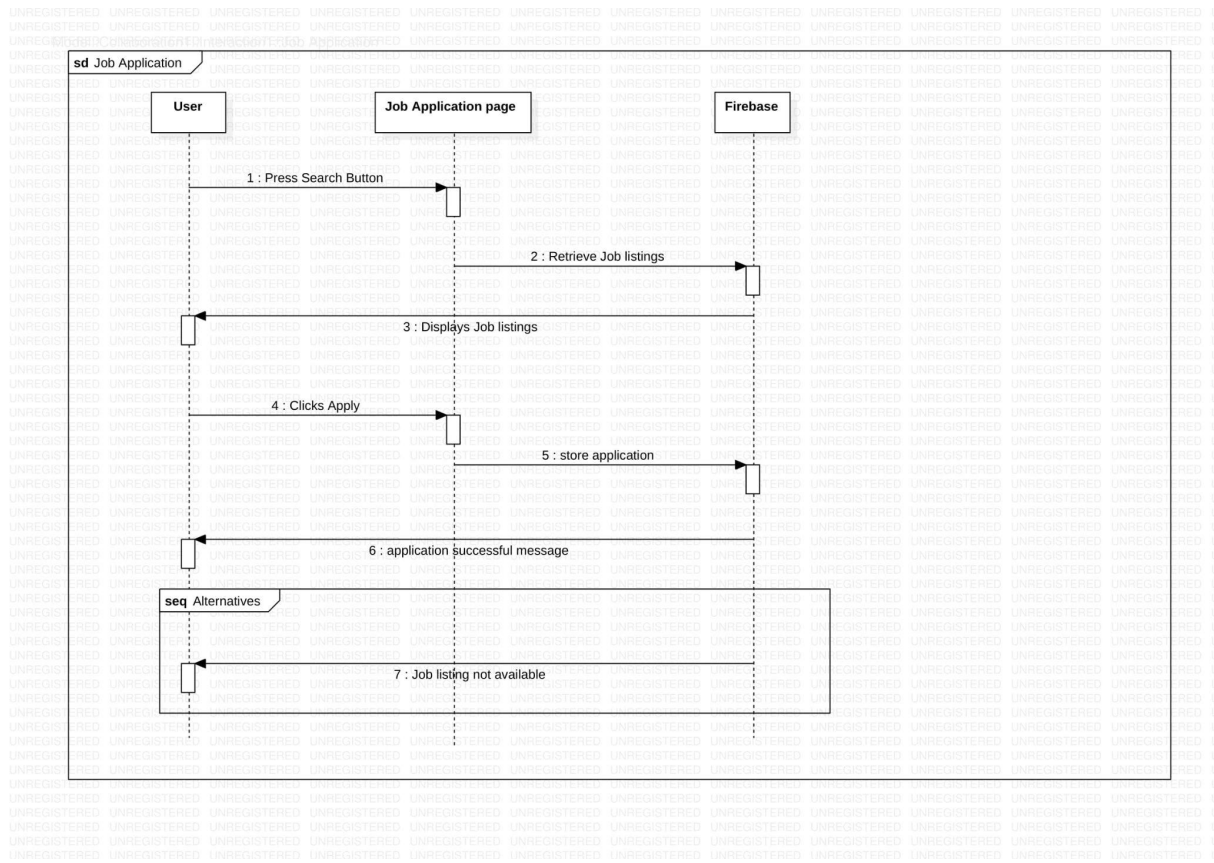 sd Job Application
User
Job Application page
Firebase
1 : Press Search Button
2 : Retrieve Job listings
3 : Displays Job listings
4 : Clicks Apply
5 : store application
6 : application successful message
seq Alternatives
7 : Job listing not available
UNREGISTERED